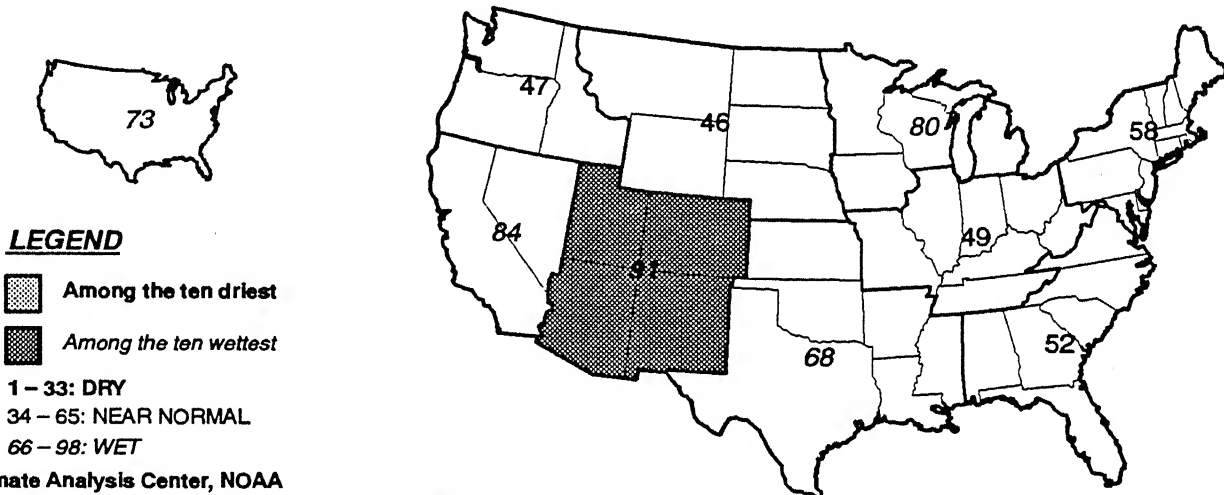 73
LEGEND
Among the ten driest
Among the ten wettest
1 – 33: DRY
34 – 65: NEAR NORMAL
66 – 98: WET
mate Analysis Center, NOAA
47
46
80
58
84
91
49
68
52